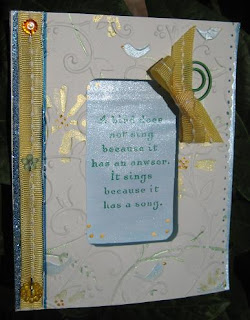 A bird does
not sing
because it
has an answer.
It sings
because it
has a song.